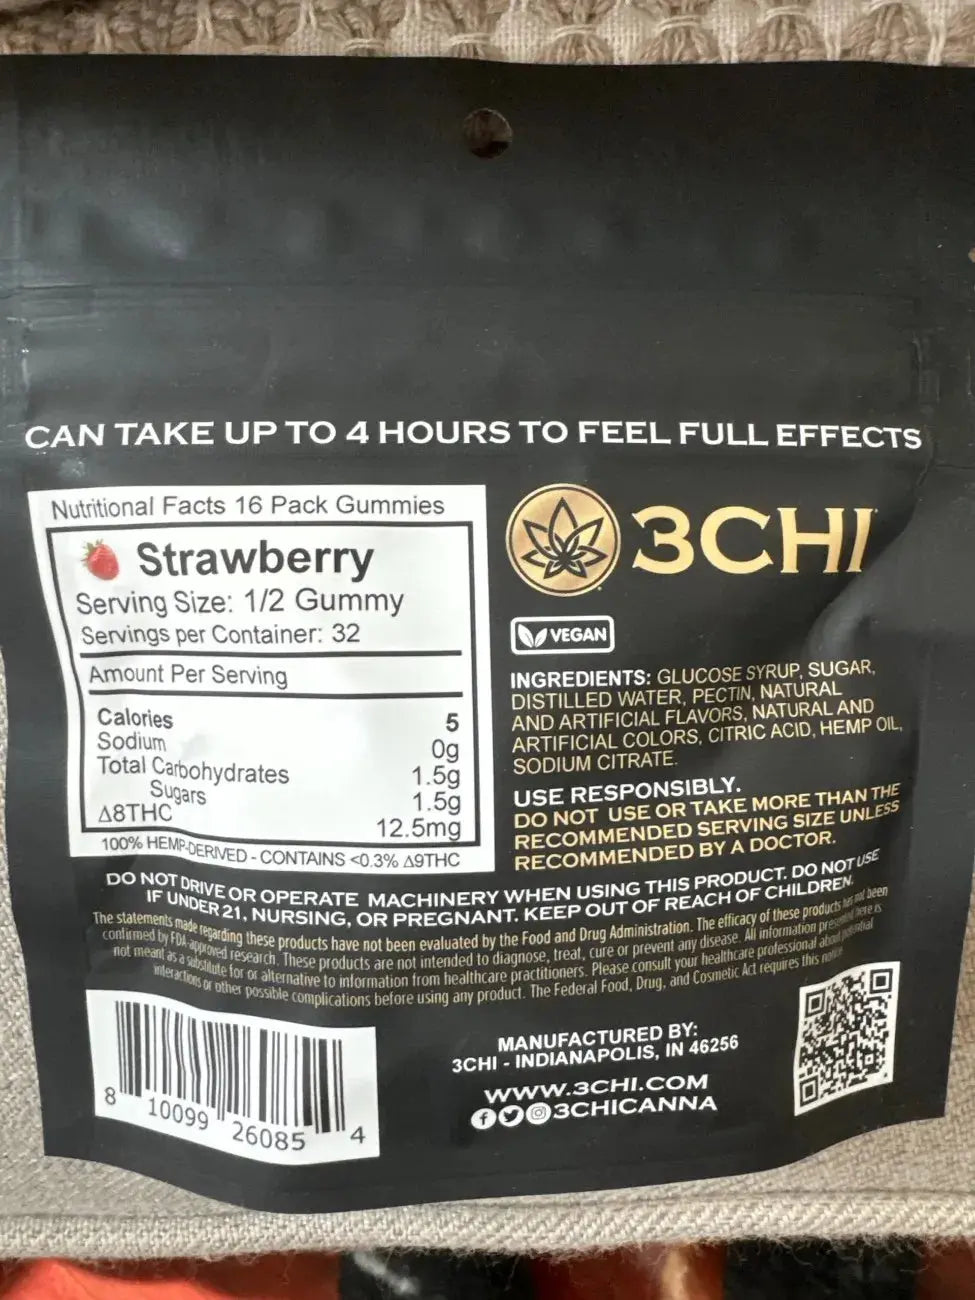 CAN TAKE UP TO 4 HOURS TO FEEL FULL EFFECTS
Nutritional Facts 16 Pack Gummies
Strawberry
Serving Size: 1/2 Gummy
Servings per Container: 32
Amount Per Serving
Calories 5
Sodium 0g
Total Carbohydrates 1.5g
Sugars 1.5g
Δ8THC 12.5mg
100% HEMP-DERIVED - CONTAINS <0.3% Δ9THC
3CHI
VEGAN
INGREDIENTS: GLUCOSE SYRUP, SUGAR,
DISTILLED WATER, PECTIN, NATURAL
AND ARTIFICIAL FLAVORS, NATURAL AND
ARTIFICIAL COLORS, CITRIC ACID, HEMP OIL,
SODIUM CITRATE.
USE RESPONSIBLY.
DO NOT USE OR TAKE MORE THAN THE
RECOMMENDED SERVING SIZE UNLESS
RECOMMENDED BY A DOCTOR.
DO NOT DRIVE OR OPERATE MACHINERY WHEN USING THIS PRODUCT. DO NOT USE
IF UNDER 21, NURSING, OR PREGNANT. KEEP OUT OF REACH OF CHILDREN.
The statements made regarding these products have not been evaluated by the Food and Drug Administration. The efficacy of these products has not been
confirmed by FDA-approved research. These products are not intended to diagnose, treat, cure or prevent any disease. All information presented here is
not meant as a substitute for or alternative to information from healthcare practitioners. Please consult your healthcare professional about potential
interactions or other possible complications before using any product. The Federal Food, Drug, and Cosmetic Act requires this notice.
8 10099 26085 4
MANUFACTURED BY:
3CHI - INDIANAPOLIS, IN 46256
WWW.3CHI.COM
3CHICANNA